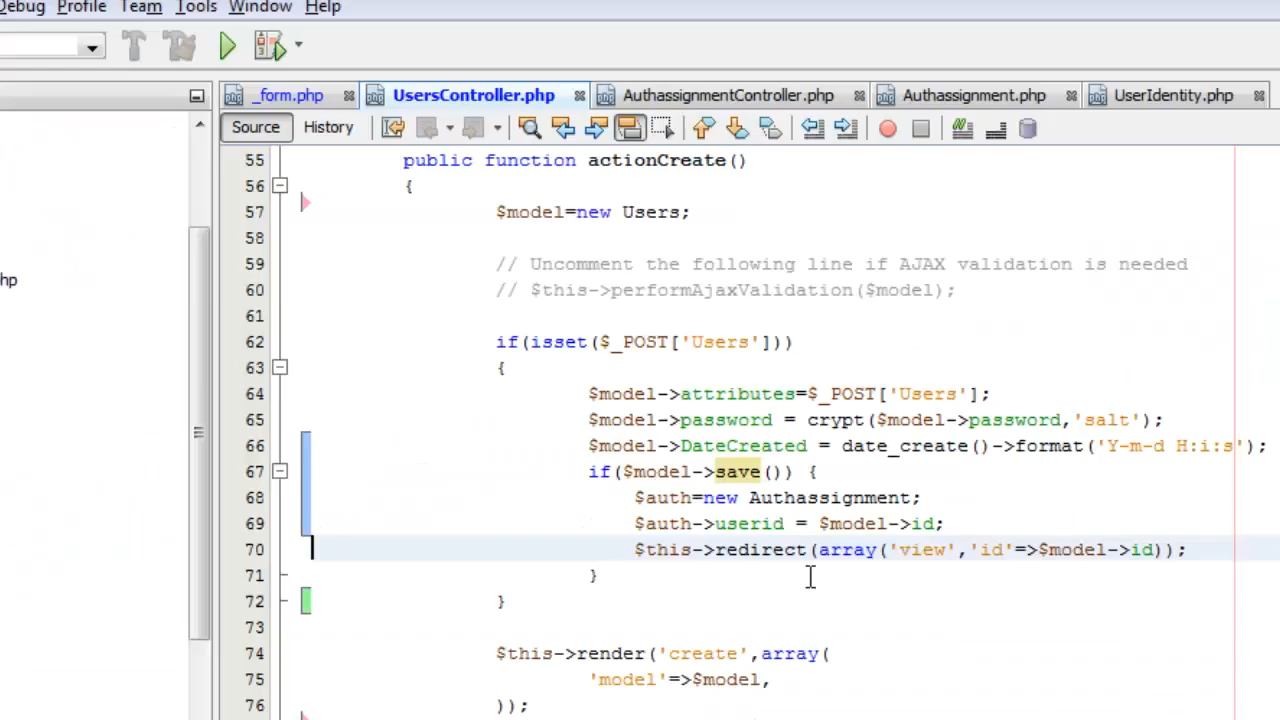 Debug Profile Team Tools Window Help
_form.php UsersController.php AuthassignmentController.php Authassignment.php UserIdentity.php
Source History
hp
55 public function actionCreate()
56 {
57 $model=new Users;
58
59 // Uncomment the following line if AJAX validation is needed
60 // $this->performAjaxValidation($model);
61
62 if(isset($_POST['Users']))
63 {
64 $model->attributes=$_POST['Users'];
65 $model->password = crypt($model->password,'salt');
66 $model->DateCreated = date_create()->format('Y-m-d H:i:s');
67 if($model->save()) {
68 $auth=new Authassignment;
69 $auth->userid = $model->id;
70 $this->redirect(array('view','id'=>$model->id));
71 }
72 }
73
74 $this->render('create',array(
75 'model'=>$model,
76 ));